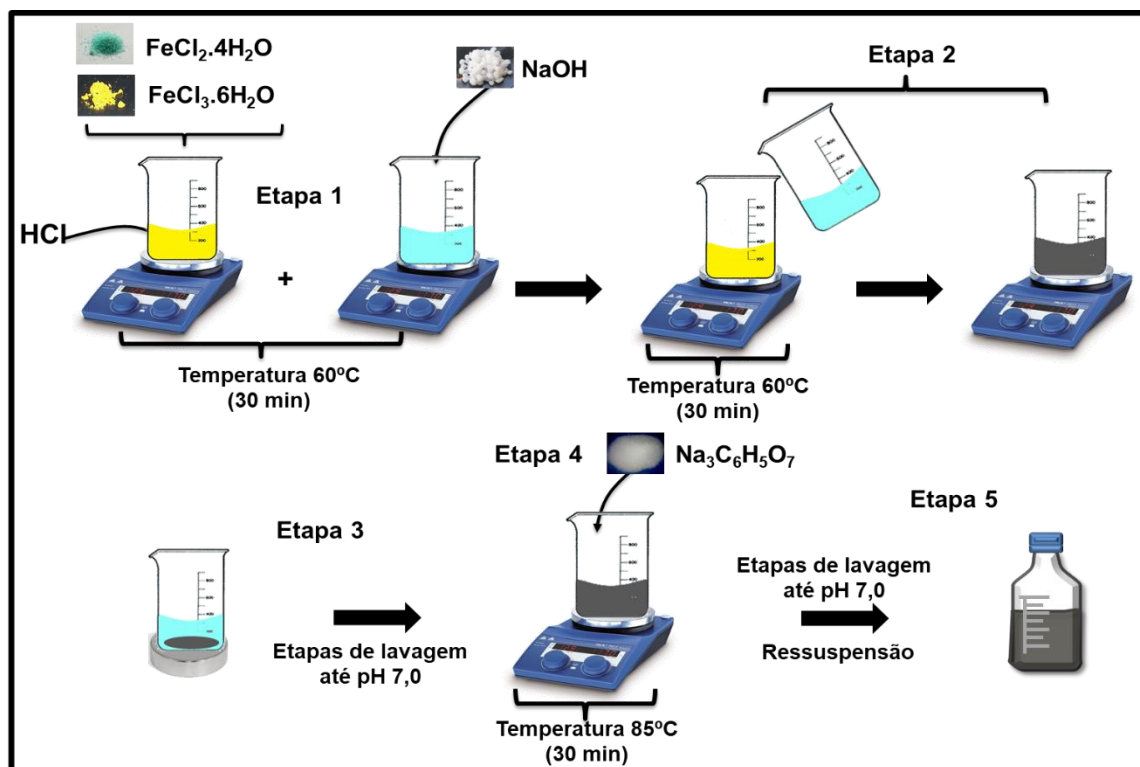 FeCl₂.4H₂O
FeCl₃.6H₂O
NaOH
Etapa 1
HCl
+
Temperatura 60ºC
(30 min)
Etapa 2
Temperatura 60ºC
(30 min)
Etapa 3
Etapas de lavagem
até pH 7,0
Etapa 4
Na₃C₆H₅O₇
Temperatura 85ºC
(30 min)
Etapa 5
Etapas de lavagem
até pH 7,0
Ressuspensão